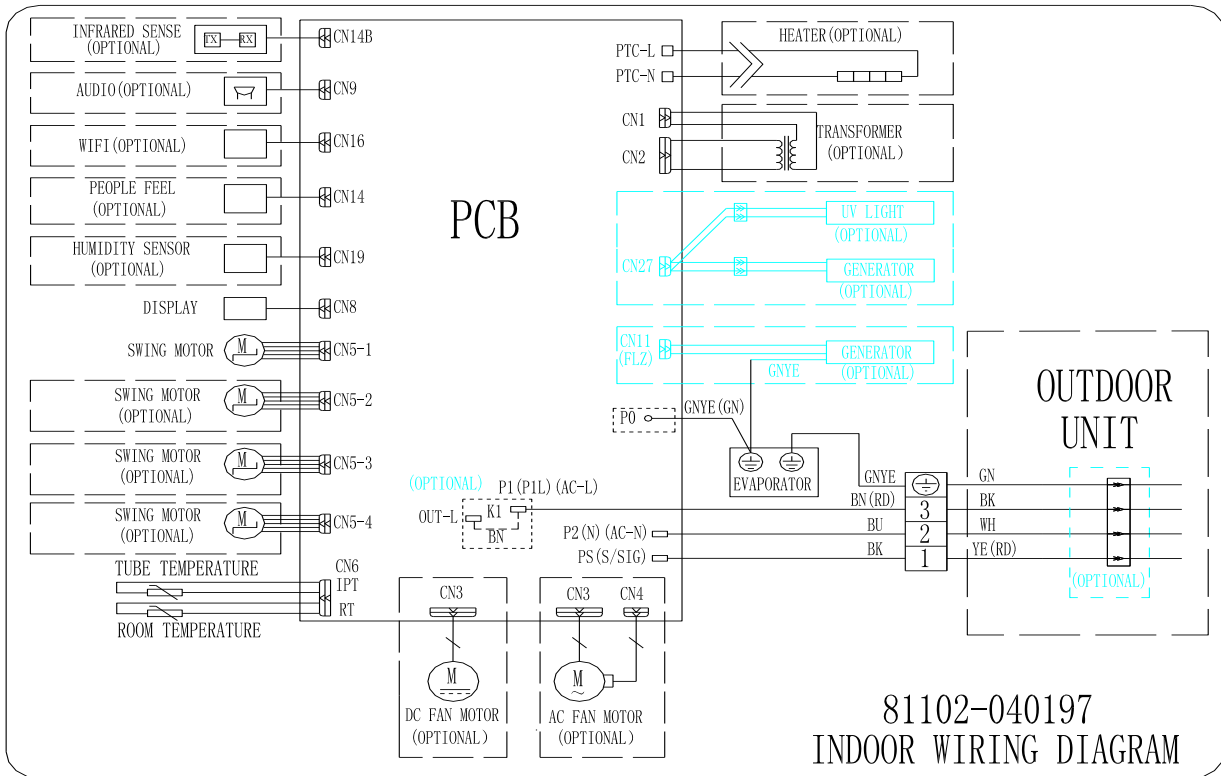 INFRARED SENSE
(OPTIONAL)
TX RX
CN14B
AUDIO(OPTIONAL)
CN9
WIFI(OPTIONAL)
CN16
PEOPLE FEEL
(OPTIONAL)
CN14
HUMIDITY SENSOR
(OPTIONAL)
CN19
DISPLAY
CN8
SWING MOTOR
M
CN5-1
SWING MOTOR
(OPTIONAL)
M
CN5-2
SWING MOTOR
(OPTIONAL)
M
CN5-3
SWING MOTOR
(OPTIONAL)
M
CN5-4
TUBE TEMPERATURE
CN6
IPT
RT
ROOM TEMPERATURE
PCB
PTC-L
PTC-N
HEATER(OPTIONAL)
CN1
CN2
TRANSFORMER
(OPTIONAL)
CN27
UV LIGHT
(OPTIONAL)
GENERATOR
(OPTIONAL)
CN11
(FLZ)
GENERATOR
(OPTIONAL)
GNYE
P0
GNYE(GN)
EVAPORATOR
(OPTIONAL)
P1(P1L)(AC-L)
OUT-L
K1
BN
P2(N)(AC-N)
PS(S/SIG)
GNYE
BN(RD)
BU
BK
3
2
1
GN
BK
WH
YE(RD)
OUTDOOR
UNIT
(OPTIONAL)
CN3
M
DC FAN MOTOR
(OPTIONAL)
CN3
CN4
M
~
AC FAN MOTOR
(OPTIONAL)
81102-040197
INDOOR WIRING DIAGRAM